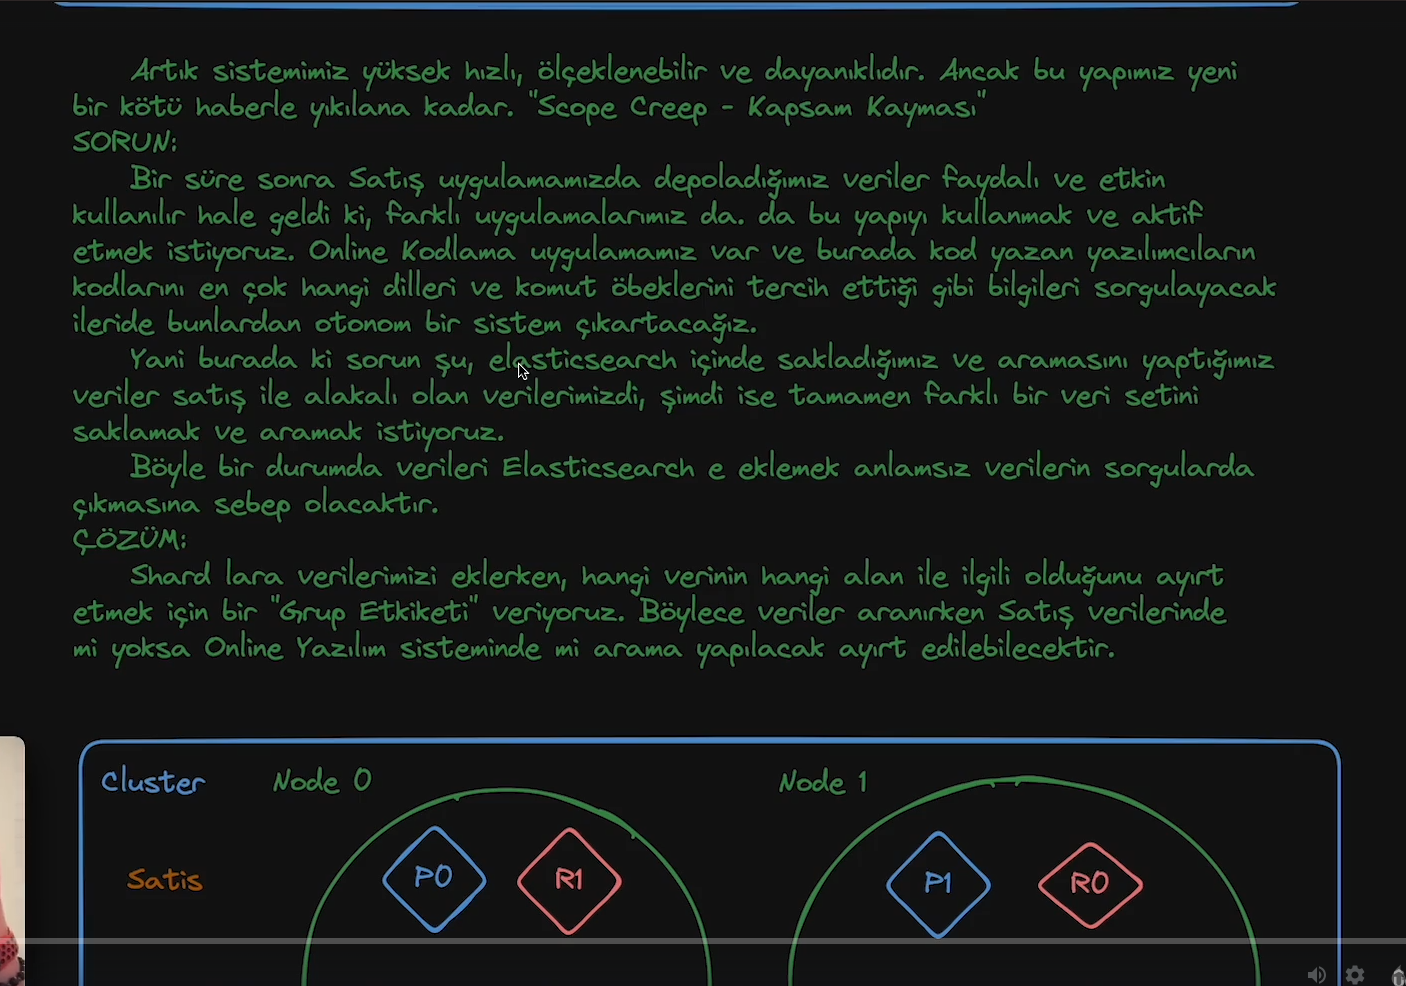 Artık sistemimiz yüksek hızlı, ölçeklenebilir ve dayanıklıdır. Ancak bu yapımız yeni
bir kötü haberle yıkılana kadar. "Scope Creep - Kapsam Kayması"
SORUN:
Bir süre sonra Satış uygulamamızda depoladığımız veriler faydalı ve etkin
kullanılır hale geldi ki, farklı uygulamalarımız da. da bu yapıyı kullanmak ve aktif
etmek istiyoruz. Online Kodlama uygulamamız var ve burada kod yazan yazılımcıların
kodlarını en çok hangi dilleri ve komut öbeklerini tercih ettiği gibi bilgileri sorgulayacak
ileride bunlardan otonom bir sistem çıkartacağız.
Yani burada ki sorun şu, elasticsearch içinde sakladığımız ve aramasını yaptığımız
veriler satış ile alakalı olan verilerimizdi, şimdi ise tamamen farklı bir veri setini
saklamak ve aramak istiyoruz.
Böyle bir durumda verileri Elasticsearch e eklemek anlamsız verilerin sorgularda
çıkmasına sebep olacaktır.
ÇÖZÜM:
Shard lara verilerimizi eklerken, hangi verinin hangi alan ile ilgili olduğunu ayırt
etmek için bir "Grup Etkiketi" veriyoruz. Böylece veriler aranırken Satış verilerinde
mi yoksa Online Yazılım sisteminde mi arama yapılacak ayırt edilebilecektir.
Cluster Node 0 Node 1
Satis P0 R1 P1 R0